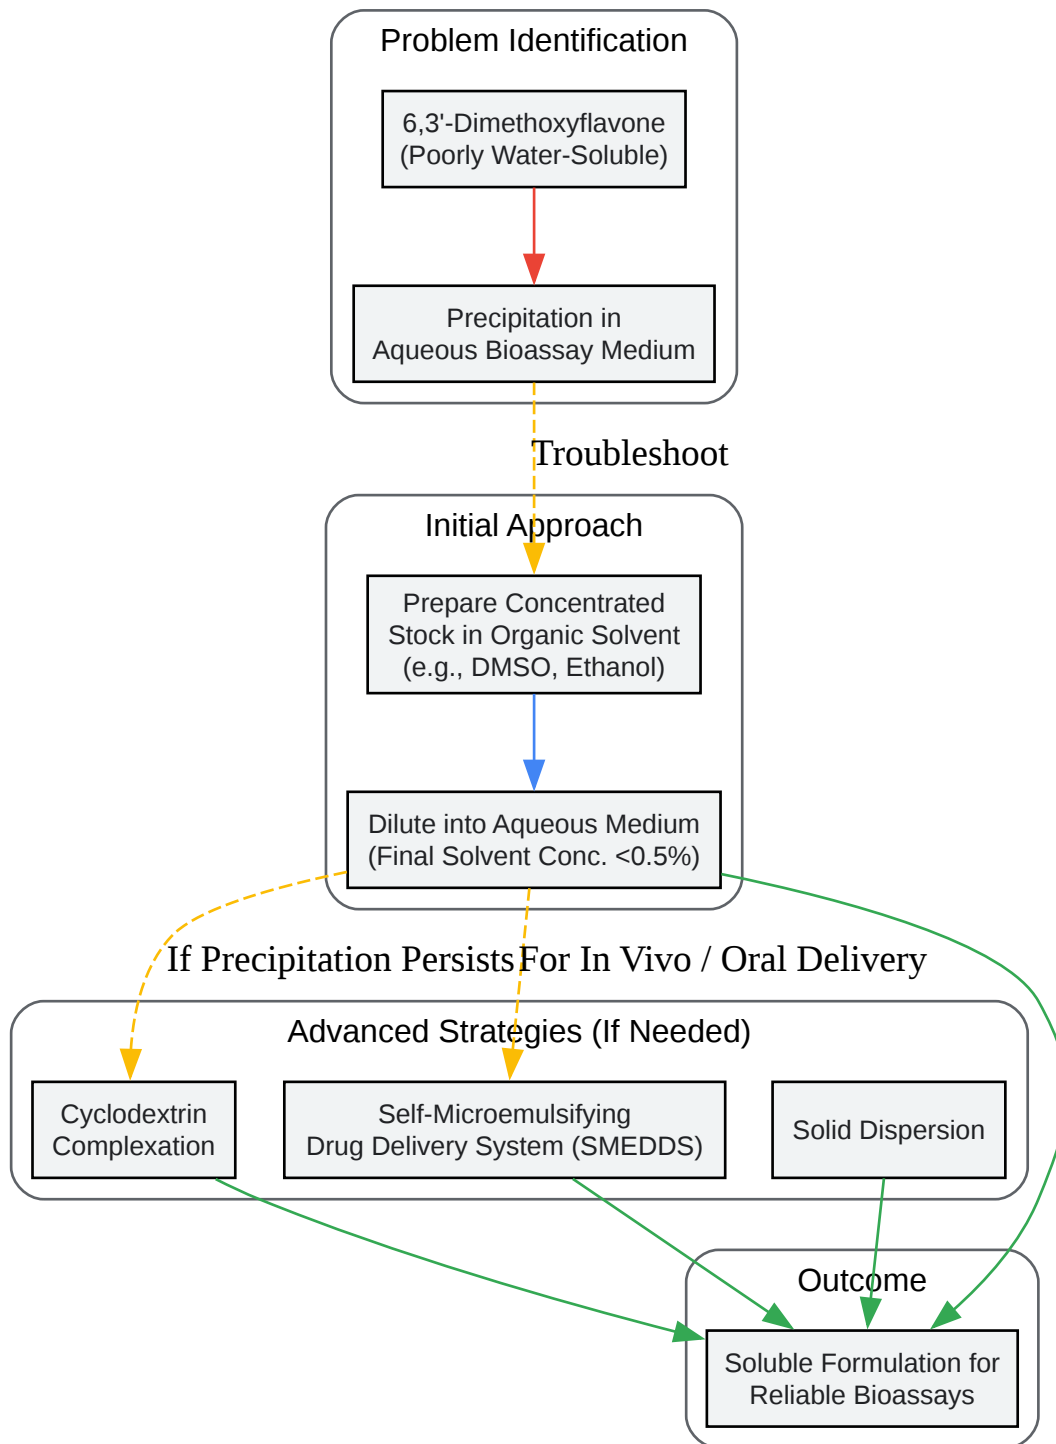 Problem Identification
6,3'-Dimethoxyflavone
(Poorly Water-Soluble)
Precipitation in
Aqueous Bioassay Medium
Troubleshoot
Initial Approach
Prepare Concentrated
Stock in Organic Solvent
(e.g., DMSO, Ethanol)
Dilute into Aqueous Medium
(Final Solvent Conc. <0.5%)
If Precipitation Persists
For In Vivo / Oral Delivery
Advanced Strategies (If Needed)
Cyclodextrin
Complexation
Self-Microemulsifying
Drug Delivery System (SMEDDS)
Solid Dispersion
Outcome
Soluble Formulation for
Reliable Bioassays